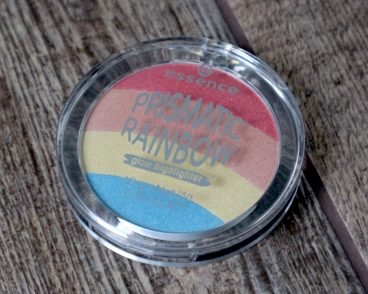 essence
PRISMATIC
RAINBOW
glow highlighter